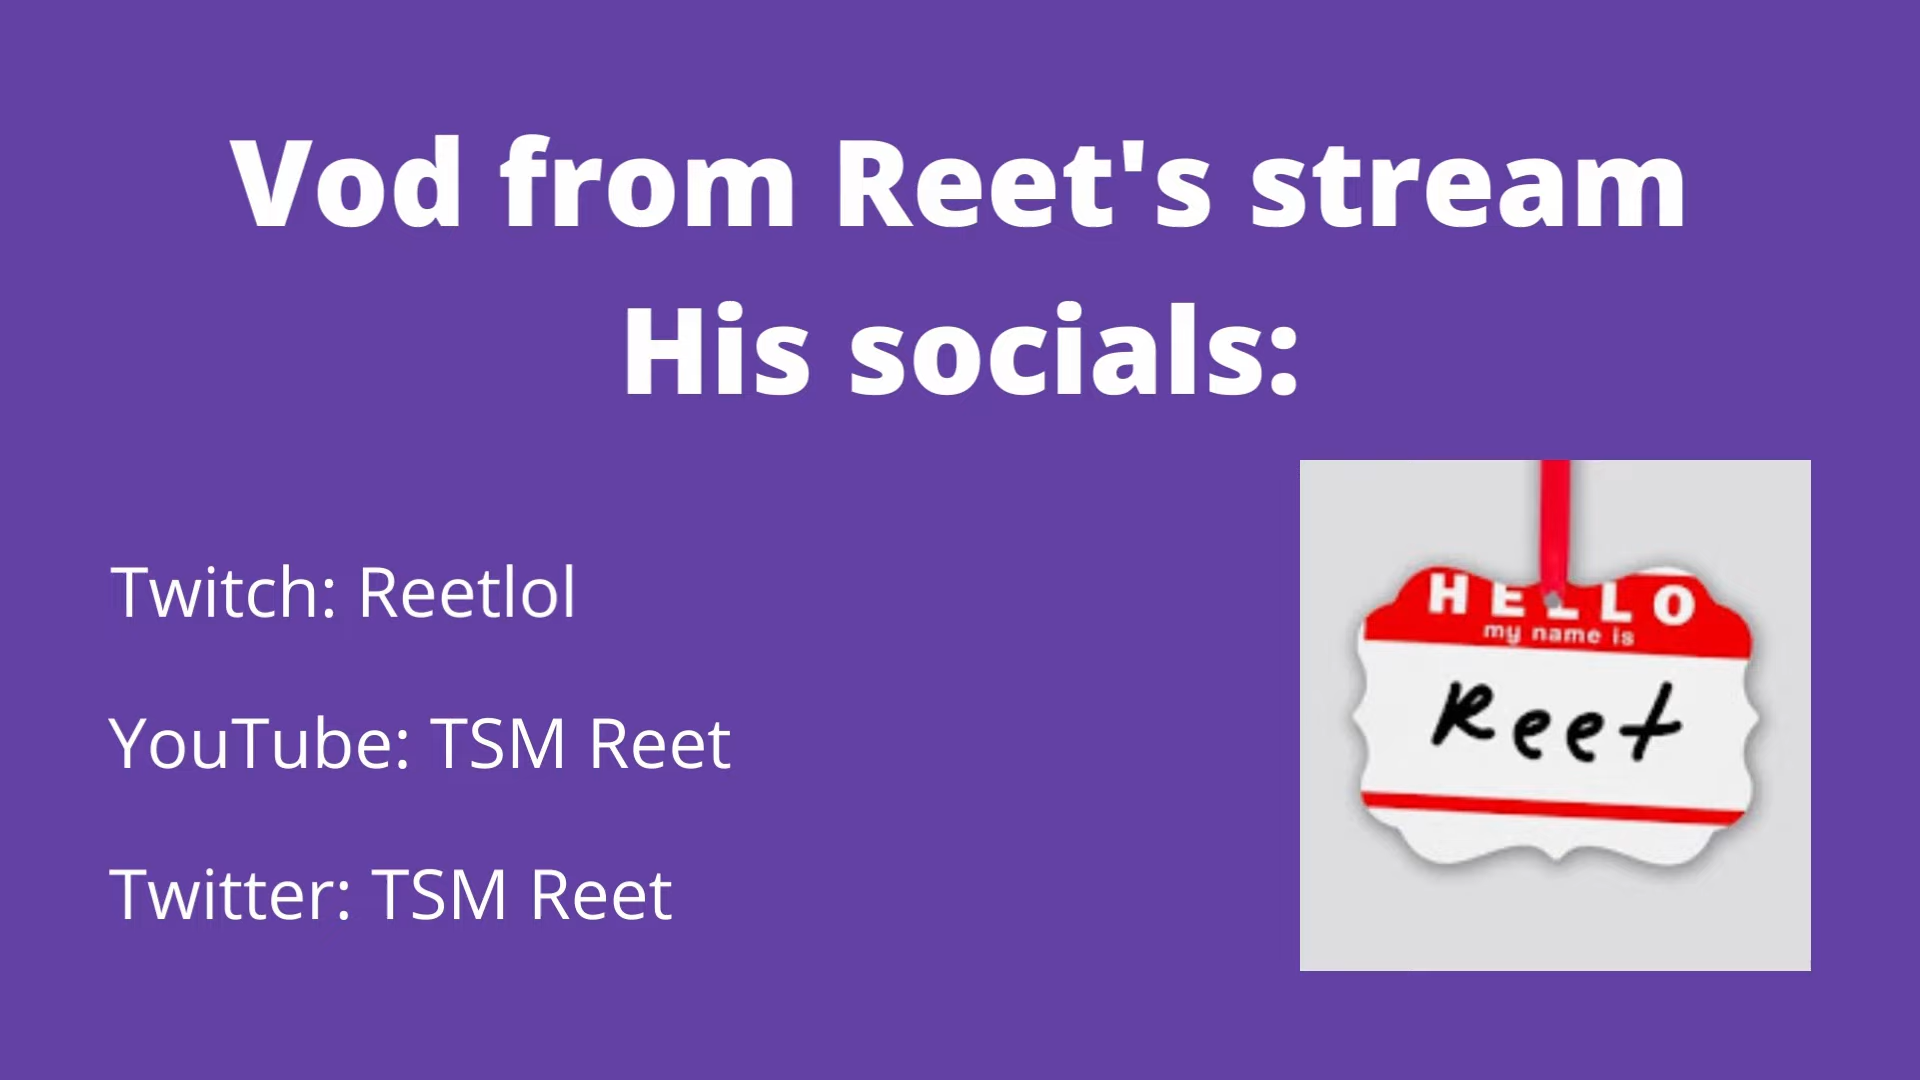 Vod from Reet's stream
His socials:
Twitch: Reetlol
YouTube: TSM Reet
Twitter: TSM Reet
HELLO
my name is
Reet